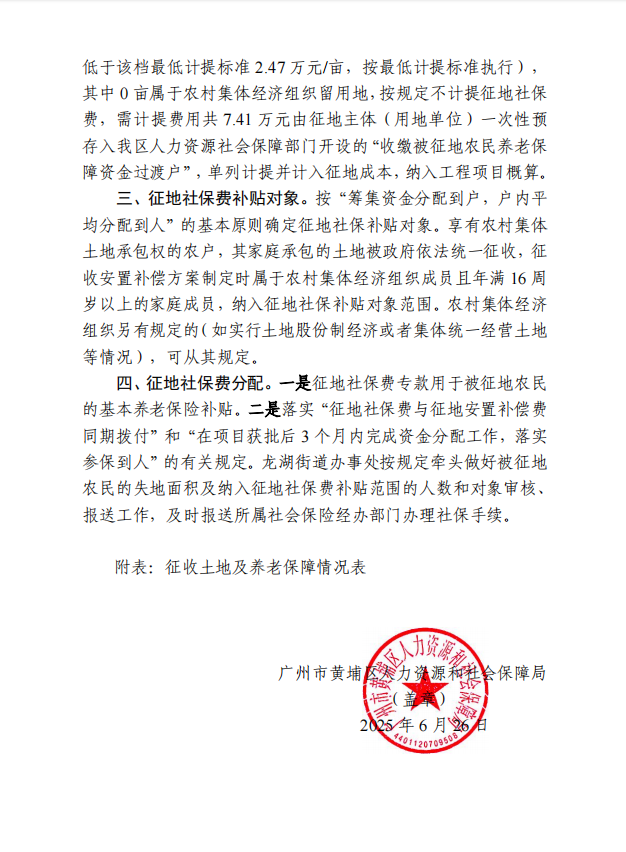 低于该档最低计提标准 2.47 万元/亩，按最低计提标准执行），
其中 0 亩属于农村集体经济组织留用地，按规定不计提征地社保
费，需计提费用共 7.41 万元由征地主体（用地单位）一次性预
存入我区人力资源社会保障部门开设的“收缴被征地农民养老保
障资金过渡户”，单列计提并计入征地成本，纳入工程项目概算。
三、征地社保费补贴对象。按“筹集资金分配到户，户内平
均分配到人”的基本原则确定征地社保补贴对象。享有农村集体
土地承包权的农户，其家庭承包的土地被政府依法统一征收，征
收安置补偿方案制定时属于农村集体经济组织成员且年满 16 周
岁以上的家庭成员，纳入征地社保补贴对象范围。农村集体经济
组织另有规定的（如实行土地股份制经济或者集体统一经营土地
等情况），可从其规定。
四、征地社保费分配。一是征地社保费专款用于被征地农民
的基本养老保险补贴。二是落实“征地社保费与征地安置补偿费
同期拨付”和“在项目获批后 3 个月内完成资金分配工作，落实
参保到人”的有关规定。龙湖街道办事处按规定牵头做好被征地
农民的失地面积及纳入征地社保费补贴范围的人数和对象审核、
报送工作，及时报送所属社会保险经办部门办理社保手续。
附表：征收土地及养老保障情况表
广州市黄埔区人力资源和社会保障局
（盖章）
2025 年 6 月 26 日
广州市黄埔区人力资源和社会保障局
4401120709508